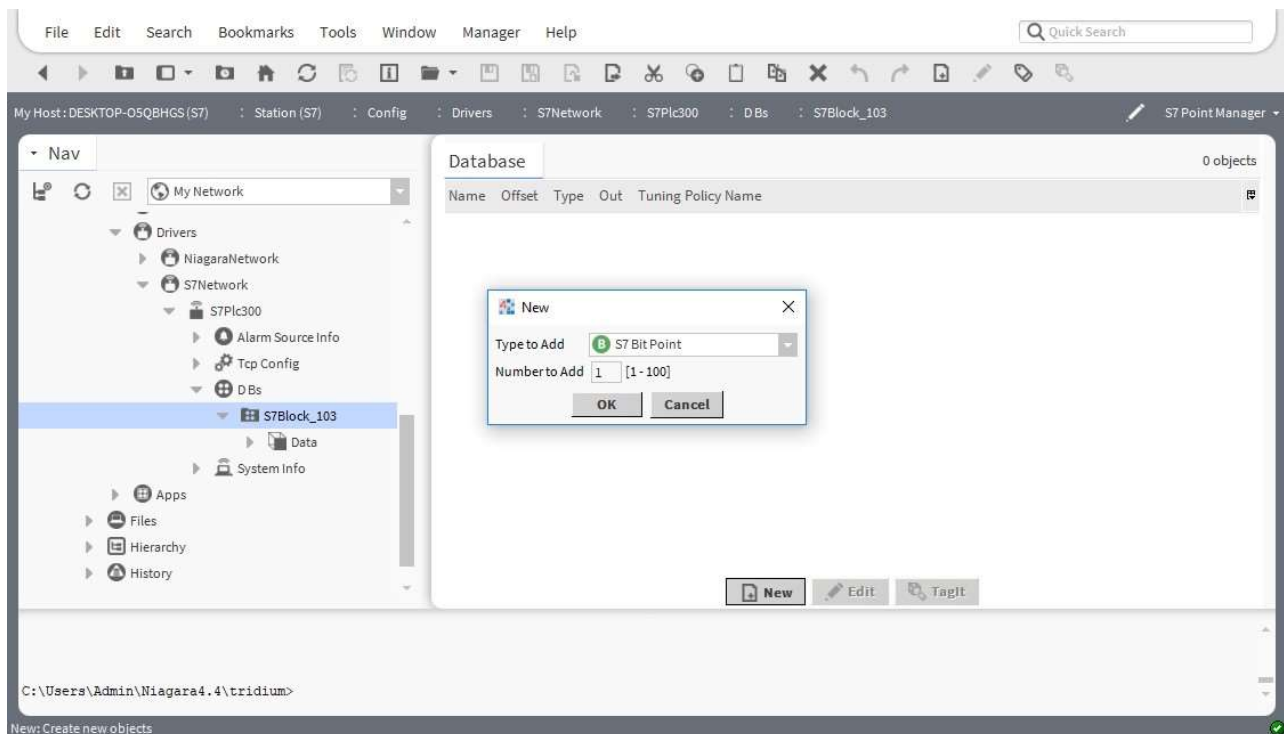 File Edit Search Bookmarks Tools Window Manager Help
Quick Search
My Host : DESKTOP-O5QBHGS (S7) : Station (S7) : Config : Drivers : S7Network : S7Plc300 : DBs : S7Block_103
S7 Point Manager
Nav
My Network
Drivers
NiagaraNetwork
S7Network
S7Plc300
Alarm Source Info
Tcp Config
DBs
S7Block_103
Data
System Info
Apps
Files
Hierarchy
History
Database
0 objects
Name Offset Type Out Tuning Policy Name
New
Type to Add
B S7 Bit Point
Number to Add 1 [1 - 100]
OK Cancel
New Edit TagIt
C:\Users\Admin\Niagara4.4\tridium>
New: Create new objects